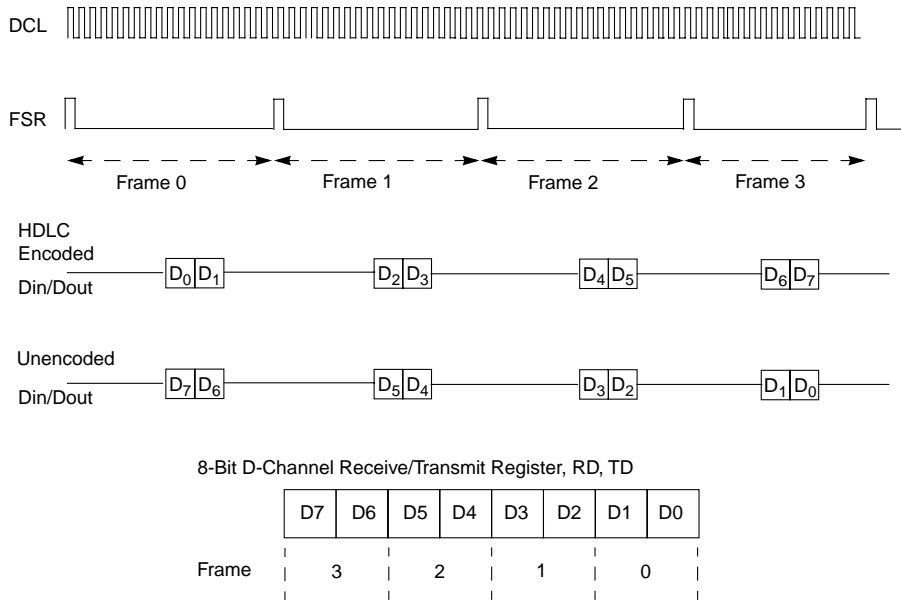 DCL
FSR
Frame 0 Frame 1 Frame 2 Frame 3
HDLC
Encoded
Din/Dout
D0 D1 D2 D3 D4 D5 D6 D7
Unencoded
Din/Dout
D7 D6 D5 D4 D3 D2 D1 D0
8-Bit D-Channel Receive/Transmit Register, RD, TD
D7 D6 D5 D4 D3 D2 D1 D0
Frame 3 2 1 0